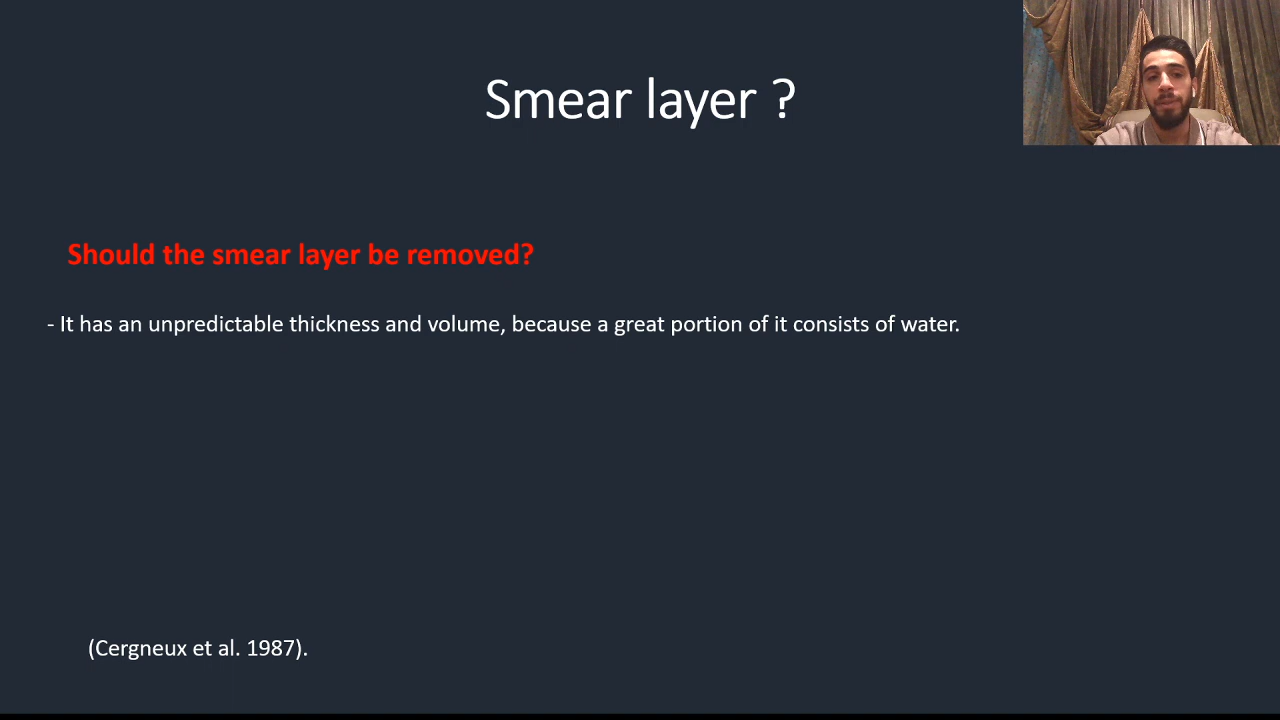 Smear layer ?
Should the smear layer be removed?
- It has an unpredictable thickness and volume, because a great portion of it consists of water.
(Cergneux et al. 1987).